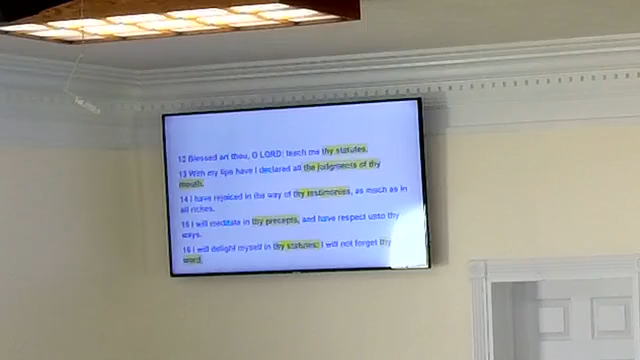 12 Blessed art thou, O LORD: teach me thy statutes.
13 With my lips have I declared all the judgments of thy
mouth.
14 I have rejoiced in the way of thy testimonies, as much as in
all riches.
15 I will meditate in thy precepts, and have respect unto thy
ways.
16 I will delight myself in thy statutes: I will not forget thy
word.